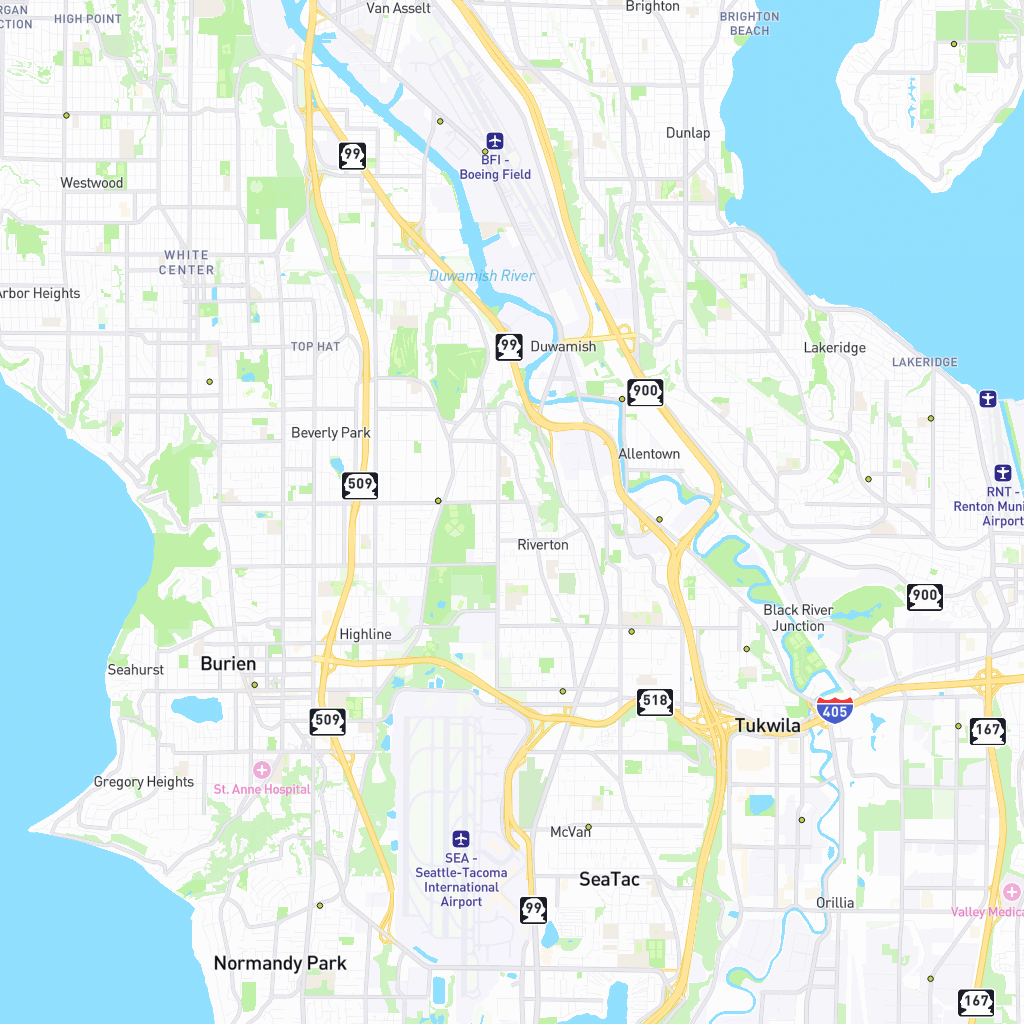 Van Asselt
Brighton
HIGH POINT
BRIGHTON
BEACH
Dunlap
99
BFI -
Boeing Field
Westwood
WHITE
CENTER
Duwamish River
Arbor Heights
TOP HAT
99
Duwamish
Lakeridge
LAKERIDGE
900
Beverly Park
Allentown
509
RNT -
Renton Muni
Airport
Riverton
900
Black River
Junction
Highline
Burien
Seahurst
518
405
509
Tukwila
167
Gregory Heights
St. Anne Hospital
McVan
SEA -
Seattle-Tacoma
International
Airport
SeaTac
Valley Medica
99
Orillia
Normandy Park
167